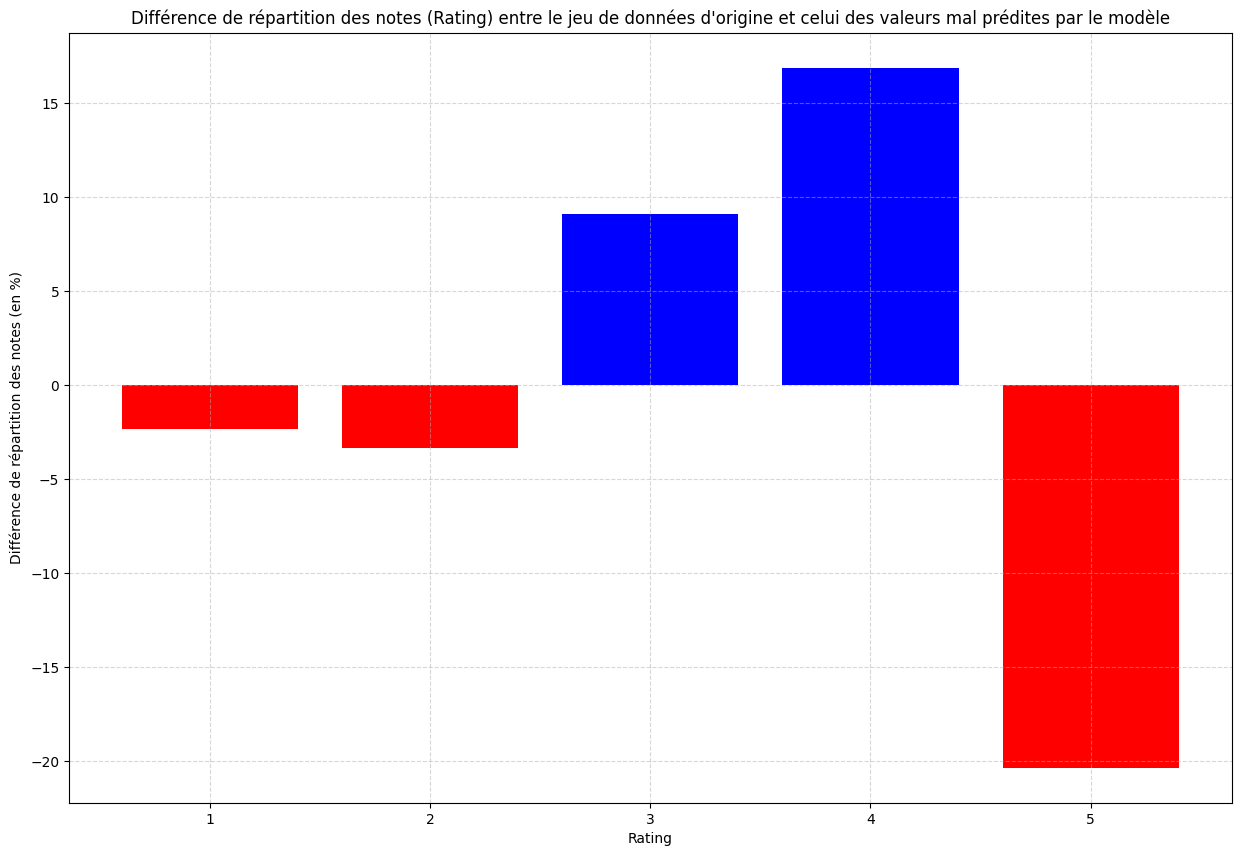 Différence de répartition des notes (Rating) entre le jeu de données d'origine et celui des valeurs mal prédites par le modèle
Différence de répartition des notes (en %)
15
10
5
0
−5
−10
−15
−20
1 2 3 4 5
Rating